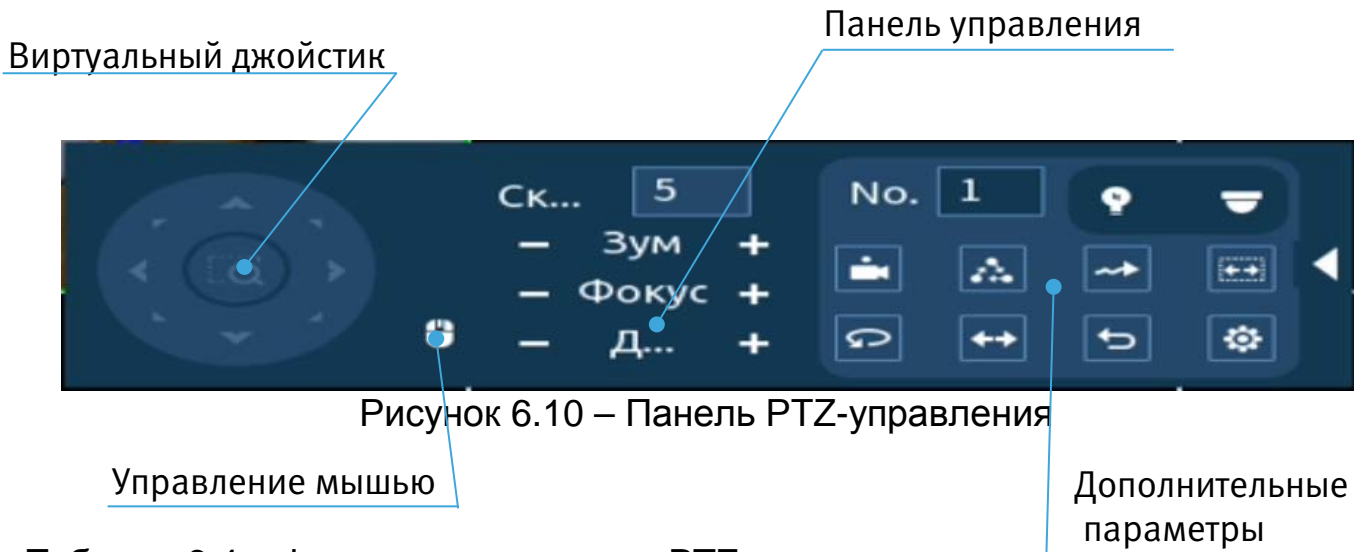 Панель управления
Виртуальный джойстик
Ск... 5 No. 1
– Зум +
– Фокус +
– Д... +
Рисунок 6.10 – Панель PTZ-управления
Управление мышью
Дополнительные
параметры
PTZ